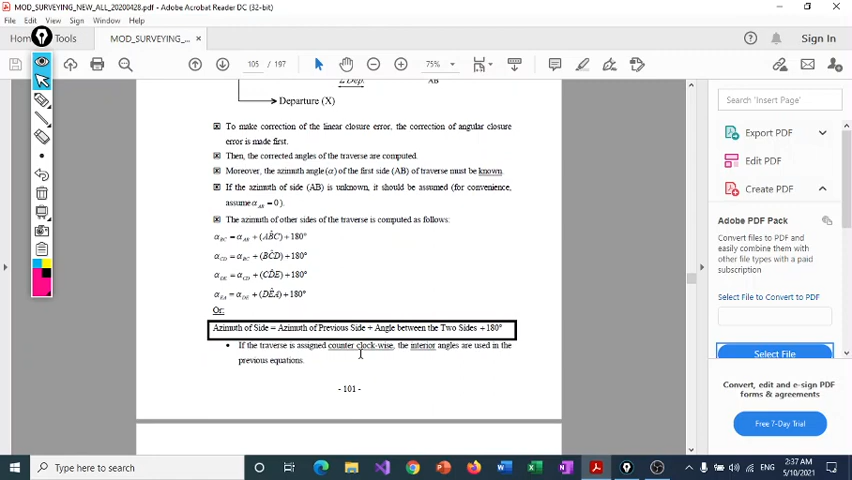 MOD_SURVEYING_NEW_ALL_20200428.pdf - Adobe Acrobat Reader DC (32-bit)
File Edit View Sign Window Help
Home Tools MOD_SURVEYING_... × Sign In
105 / 197 75%
Σ Dep. AB
Departure (X)
To make correction of the linear closure error, the correction of angular closure
error is made first.
Then, the corrected angles of the traverse are computed.
Moreover, the azimuth angle (α) of the first side (AB) of traverse must be known.
If the azimuth of side (AB) is unknown, it should be assumed (for convenience,
assume α_AB = 0).
The azimuth of other sides of the traverse is computed as follows:
α_BC = α_AB + (AB̂C) + 180°
α_CD = α_BC + (BĈD) + 180°
α_DE = α_CD + (CD̂E) + 180°
α_EA = α_DE + (DÊA) + 180°
Or:
Azimuth of Side = Azimuth of Previous Side + Angle between the Two Sides + 180°
• If the traverse is assigned counter clock-wise, the interior angles are used in the
previous equations.
- 101 -
Search 'Insert Page'
Export PDF
Edit PDF
Create PDF
Adobe PDF Pack
Convert files to PDF and
easily combine them with
other file types with a paid
subscription
Select File to Convert to PDF
Select File
Convert, edit and e-sign PDF
forms & agreements
Free 7-Day Trial
Type here to search
ENG
2:37 AM
5/10/2021